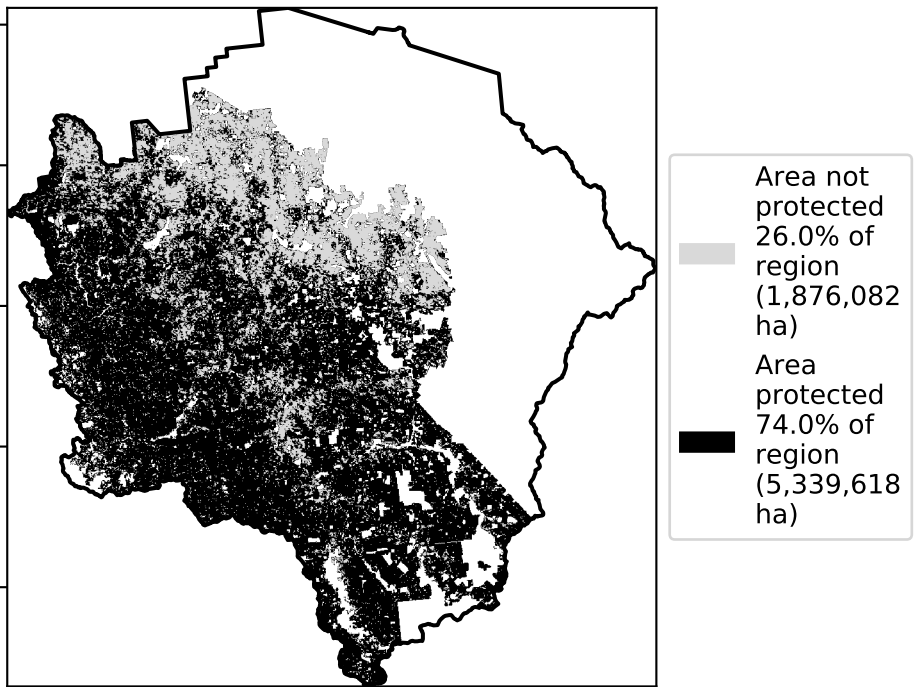 Area not
protected
26.0% of
region
(1,876,082
ha)
Area
protected
74.0% of
region
(5,339,618
ha)